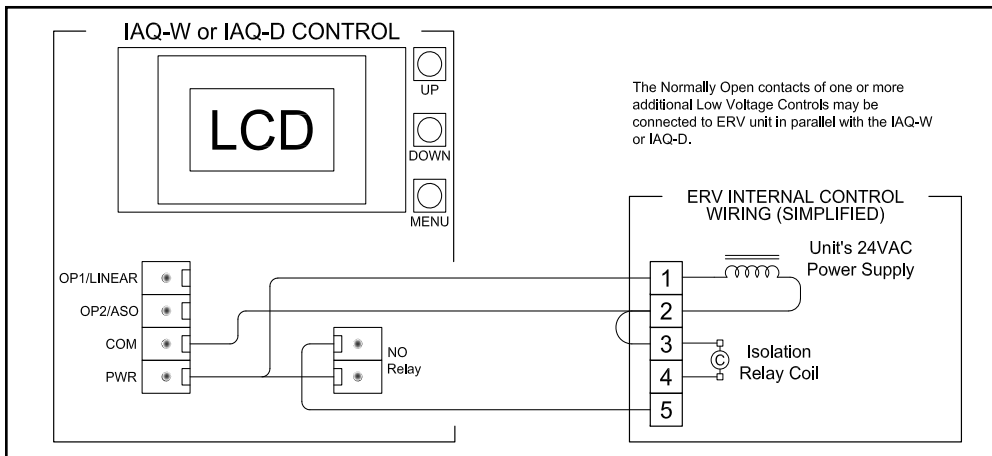 IAQ-W or IAQ-D CONTROL
LCD
UP
DOWN
MENU
The Normally Open contacts of one or more
additional Low Voltage Controls may be
connected to ERV unit in parallel with the IAQ-W
or IAQ-D.
OP1/LINEAR
OP2/ASO
COM
PWR
NO
Relay
ERV INTERNAL CONTROL
WIRING (SIMPLIFIED)
Unit's 24VAC
Power Supply
1
2
3
4
5
C
Isolation
Relay Coil